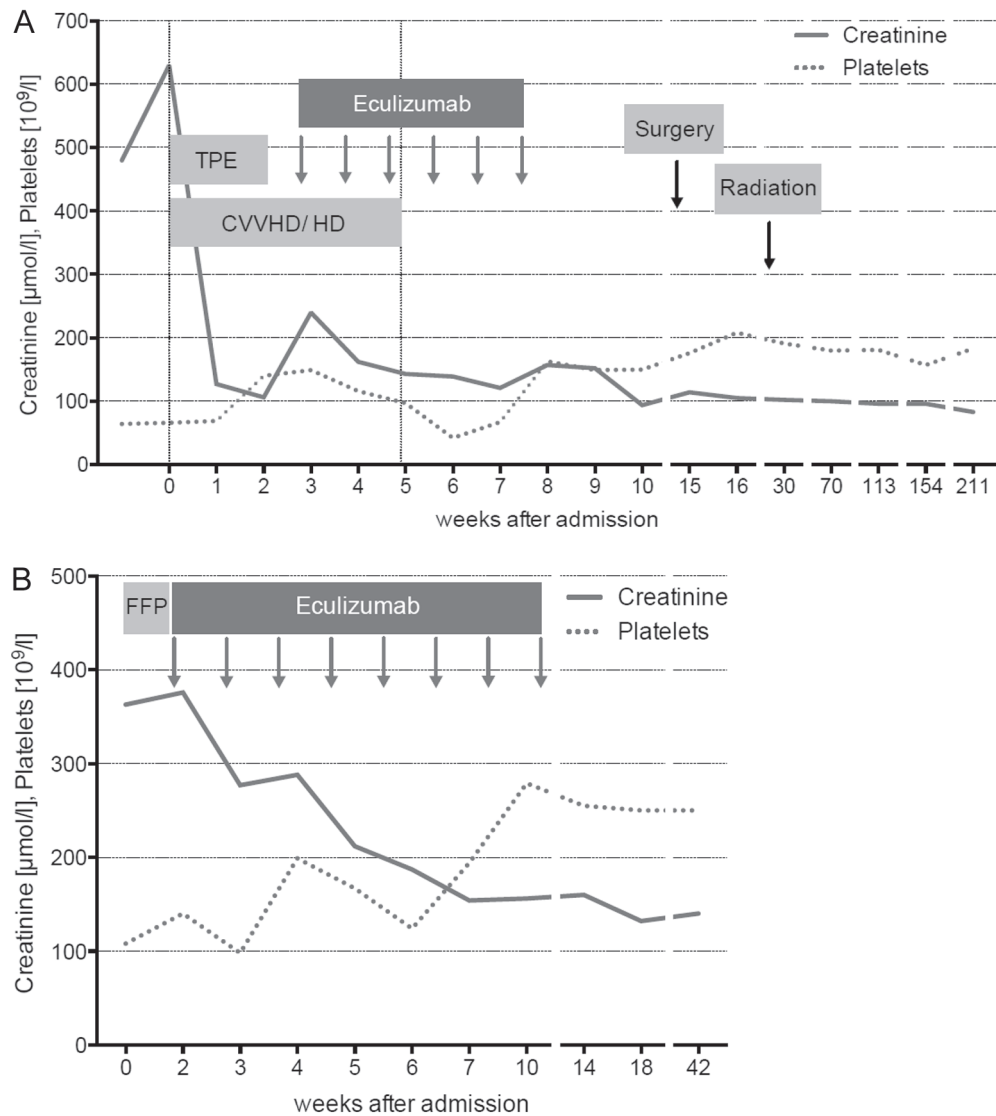 A
700
600
500
400
300
200
100
0
Creatinine [µmol/l], Platelets [10⁹/l]
Creatinine
Platelets
Eculizumab
TPE
CVVHD/ HD
Surgery
Radiation
0 1 2 3 4 5 6 7 8 9 10 15 16 30 70 113 154 211
weeks after admission
B
500
400
300
200
100
0
Creatinine [µmol/l], Platelets [10⁹/l]
FFP
Eculizumab
Creatinine
Platelets
0 2 3 4 5 6 7 10 14 18 42
weeks after admission